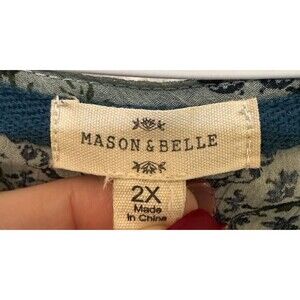 MASON & BELLE
2X
Made
in China